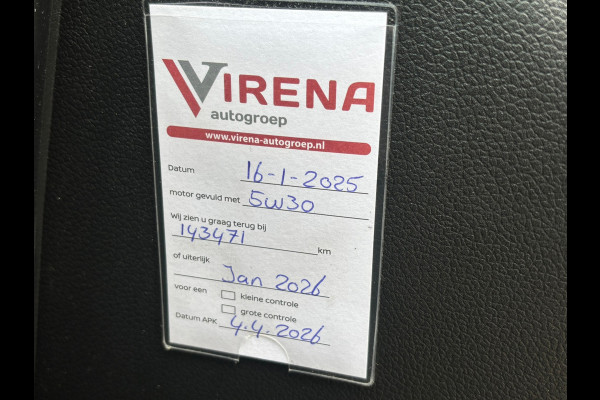 VIRENA
autogroep
www.virena-autogroep.nl
Datum 16-1-2025
motor gevuld met 5W30
Wij zien u graag terug bij
143471 km
of uiterlijk
Jan 2026
voor een kleine controle
grote controle
Datum APK 4.4.2026